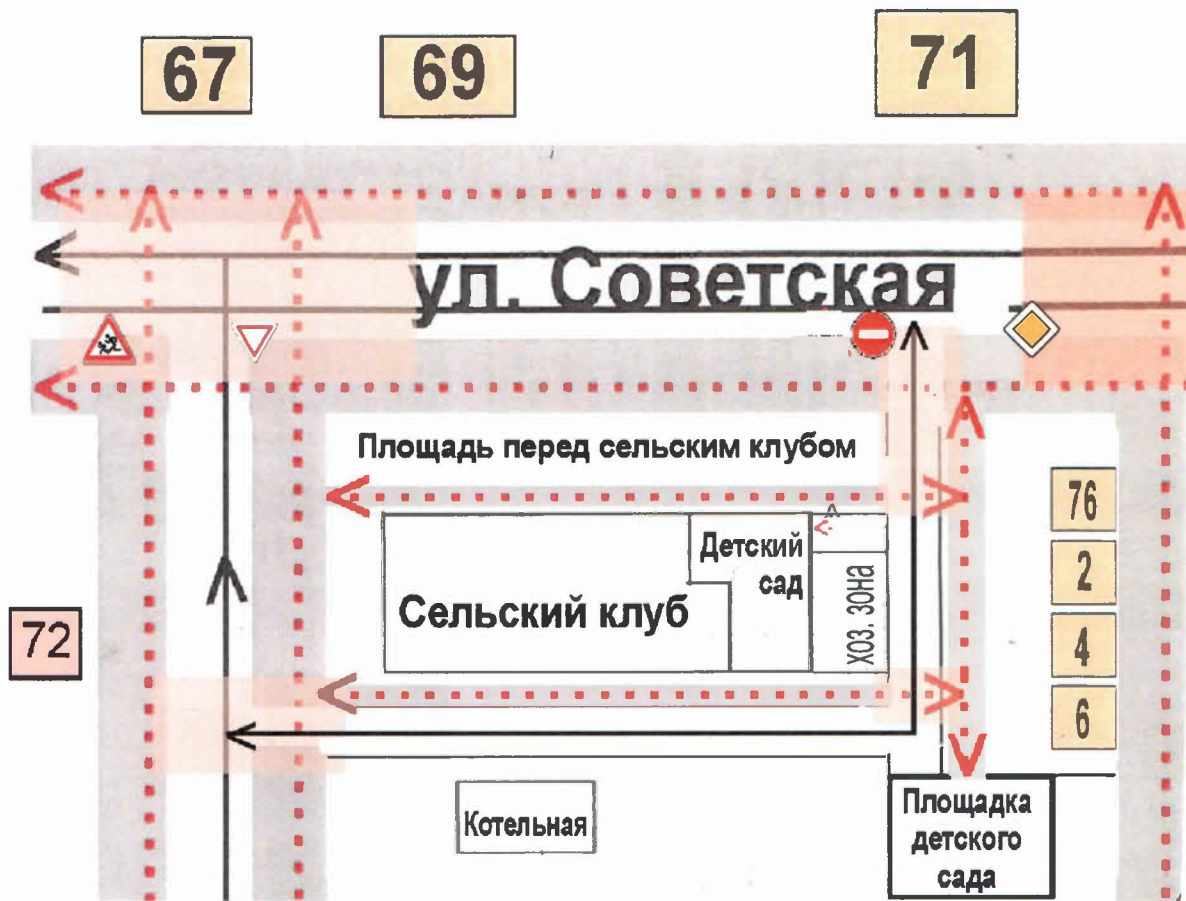 67
69
71
ул. Советская
Площадь перед сельским клубом
76
Детский
сад
2
Сельский клуб
хоз. зона
72
4
6
Котельная
Площадка
детского
сада